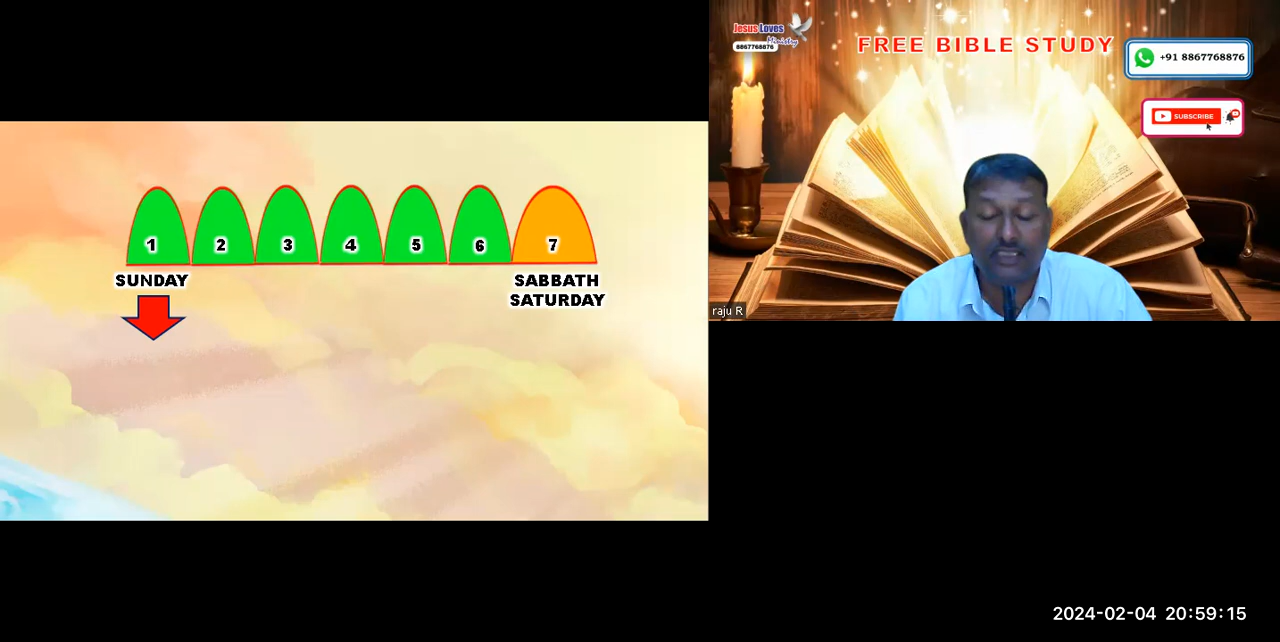 1 2 3 4 5 6 7
SUNDAY
SABBATH
SATURDAY
Jesus Loves
Ministry
8867768876
FREE BIBLE STUDY
+91 8867768876
SUBSCRIBE
raju R
2024-02-04 20:59:15